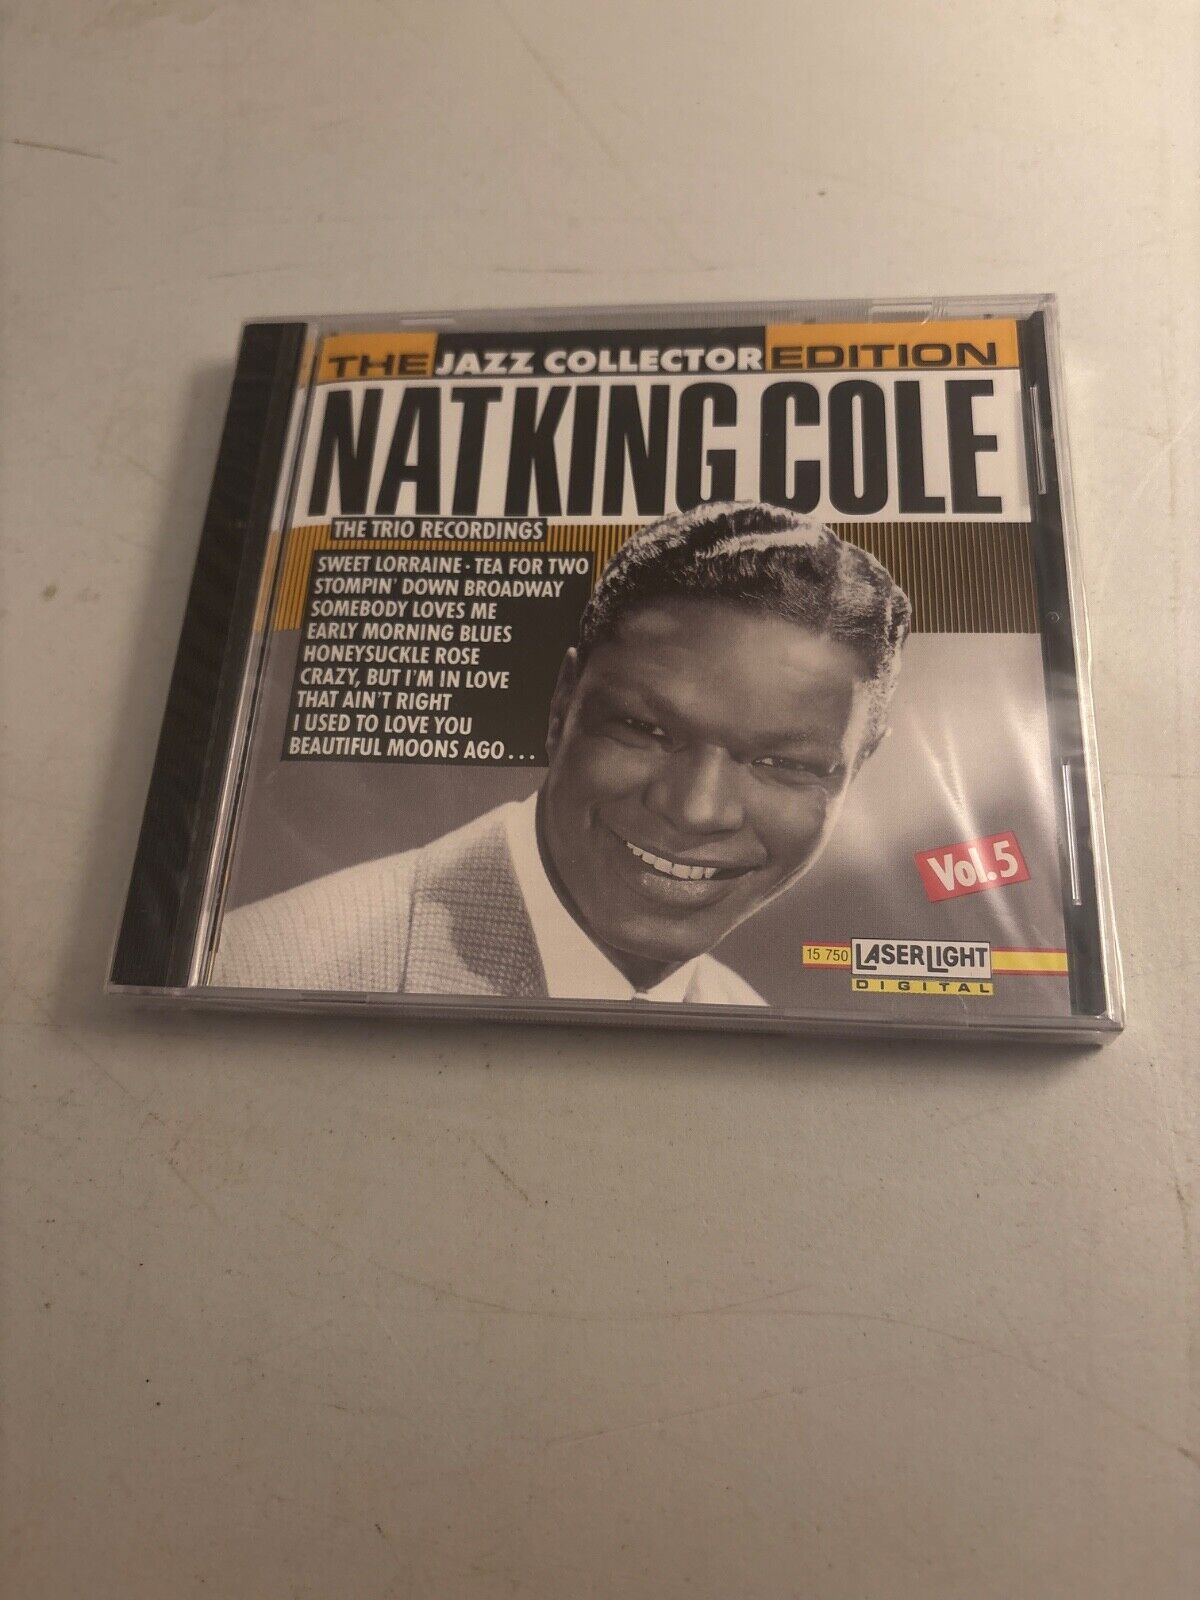 THE JAZZ COLLECTOR EDITION
NAT KING COLE
THE TRIO RECORDINGS
SWEET LORRAINE · TEA FOR TWO
STOMPIN' DOWN BROADWAY
SOMEBODY LOVES ME
EARLY MORNING BLUES
HONEYSUCKLE ROSE
CRAZY, BUT I'M IN LOVE
THAT AIN'T RIGHT
I USED TO LOVE YOU
BEAUTIFUL MOONS AGO...
Vol.5
15 750 LASERLIGHT
DIGITAL